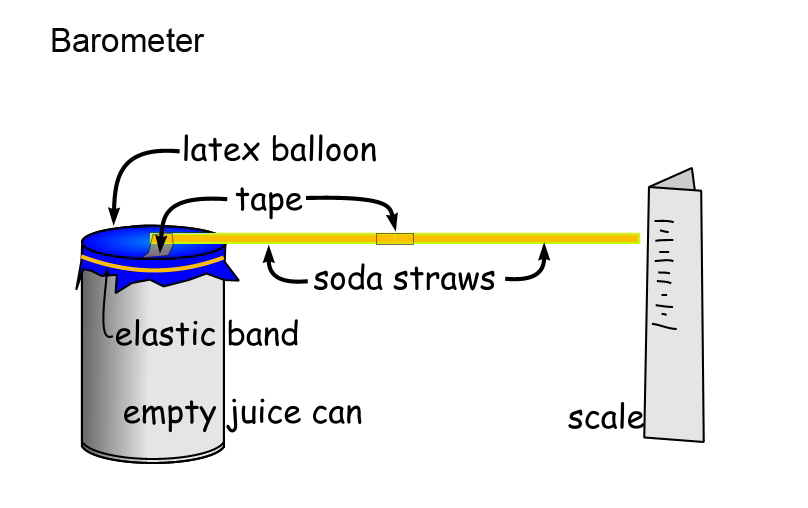 Barometer
latex balloon
tape
soda straws
elastic band
empty juice can
scale